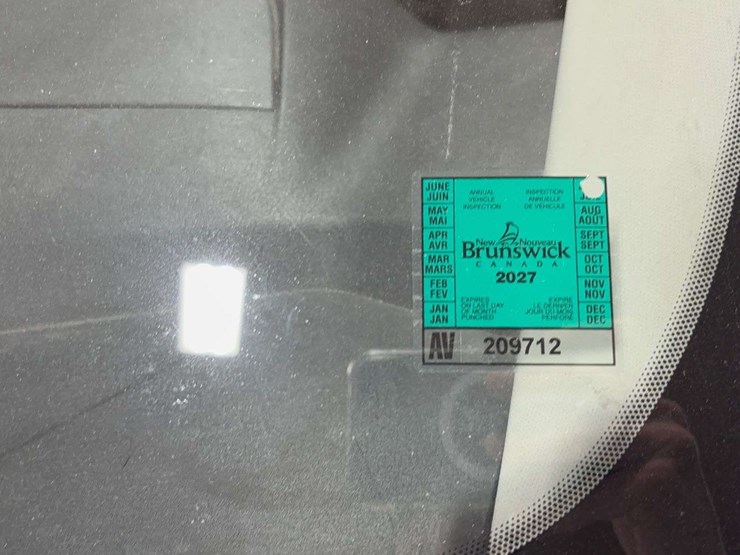 JUNE
JUIN
MAY
MAI
APR
AVR
MAR
MARS
FEB
FEV
JAN
JAN
ANNUAL
VEHICLE
INSPECTION
INSPECTION
ANNUELLE
DE VEHICULE
New Nouveau
Brunswick
CANADA
2027
EXPIRES
ON LAST DAY
OF MONTH
PUNCHED
EXPIRE
LE DERNIER
JOUR DU MOIS
PERFORÉ
AUG
AOÛT
SEPT
SEPT
OCT
OCT
NOV
NOV
DEC
DEC
AV 209712